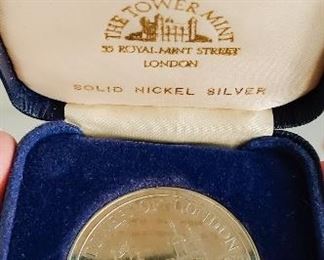 THE TOWER MINT
55 ROYAL MINT STREET
LONDON
SOLID NICKEL SILVER
OF LONDON